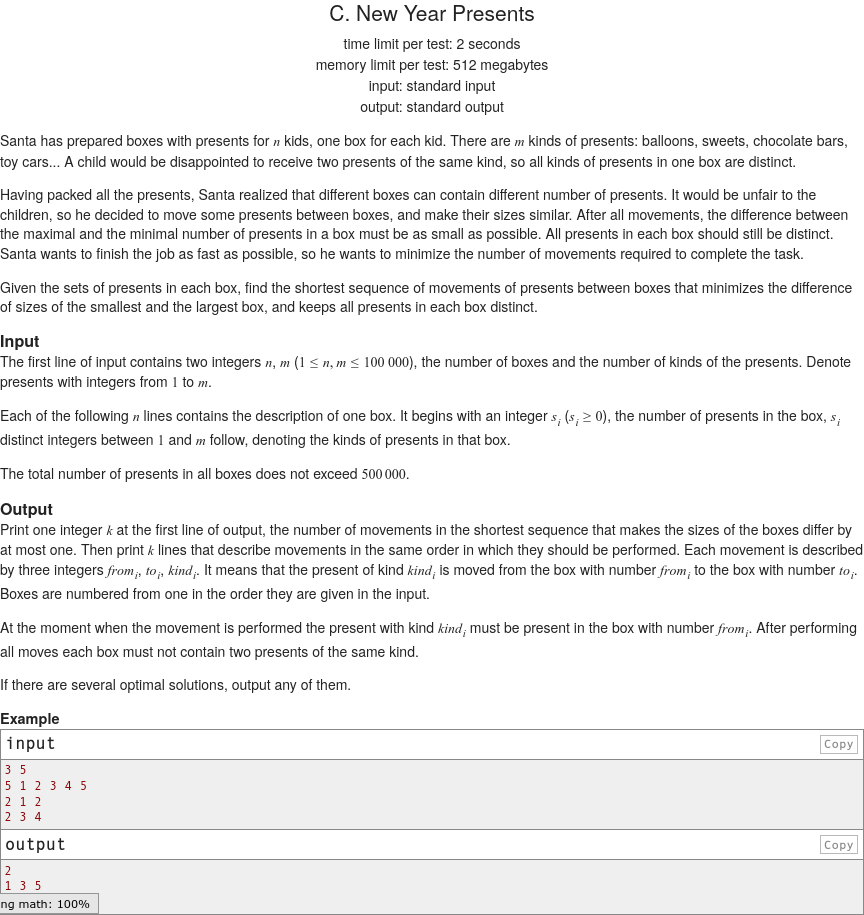 C. New Year Presents
time limit per test: 2 seconds
memory limit per test: 512 megabytes
input: standard input
output: standard output
Santa has prepared boxes with presents for n kids, one box for each kid. There are m kinds of presents: balloons, sweets, chocolate bars,
toy cars... A child would be disappointed to receive two presents of the same kind, so all kinds of presents in one box are distinct.
Having packed all the presents, Santa realized that different boxes can contain different number of presents. It would be unfair to the
children, so he decided to move some presents between boxes, and make their sizes similar. After all movements, the difference between
the maximal and the minimal number of presents in a box must be as small as possible. All presents in each box should still be distinct.
Santa wants to finish the job as fast as possible, so he wants to minimize the number of movements required to complete the task.
Given the sets of presents in each box, find the shortest sequence of movements of presents between boxes that minimizes the difference
of sizes of the smallest and the largest box, and keeps all presents in each box distinct.
Input
The first line of input contains two integers n, m (1 ≤ n, m ≤ 100 000), the number of boxes and the number of kinds of the presents. Denote
presents with integers from 1 to m.
Each of the following n lines contains the description of one box. It begins with an integer s_i (s_i ≥ 0), the number of presents in the box, s_i
distinct integers between 1 and m follow, denoting the kinds of presents in that box.
The total number of presents in all boxes does not exceed 500 000.
Output
Print one integer k at the first line of output, the number of movements in the shortest sequence that makes the sizes of the boxes differ by
at most one. Then print k lines that describe movements in the same order in which they should be performed. Each movement is described
by three integers from_i, to_i, kind_i. It means that the present of kind kind_i is moved from the box with number from_i to the box with number to_i.
Boxes are numbered from one in the order they are given in the input.
At the moment when the movement is performed the present with kind kind_i must be present in the box with number from_i. After performing
all moves each box must not contain two presents of the same kind.
If there are several optimal solutions, output any of them.
Example
input Copy
3 5
5 1 2 3 4 5
2 1 2
2 3 4
output Copy
2
1 3 5
ng math: 100%